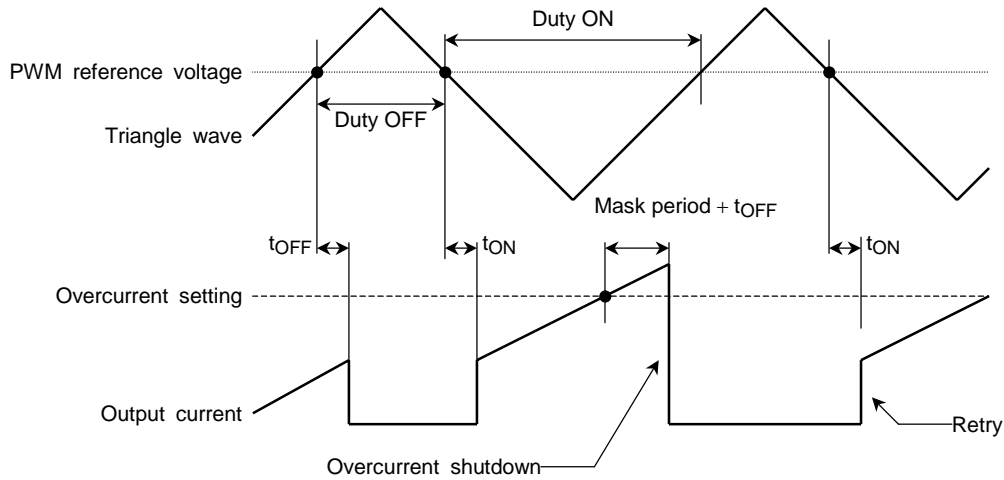 Duty ON
PWM reference voltage
Duty OFF
Triangle wave
Mask period + tOFF
tOFF
tON
tON
Overcurrent setting
Output current
Retry
Overcurrent shutdown